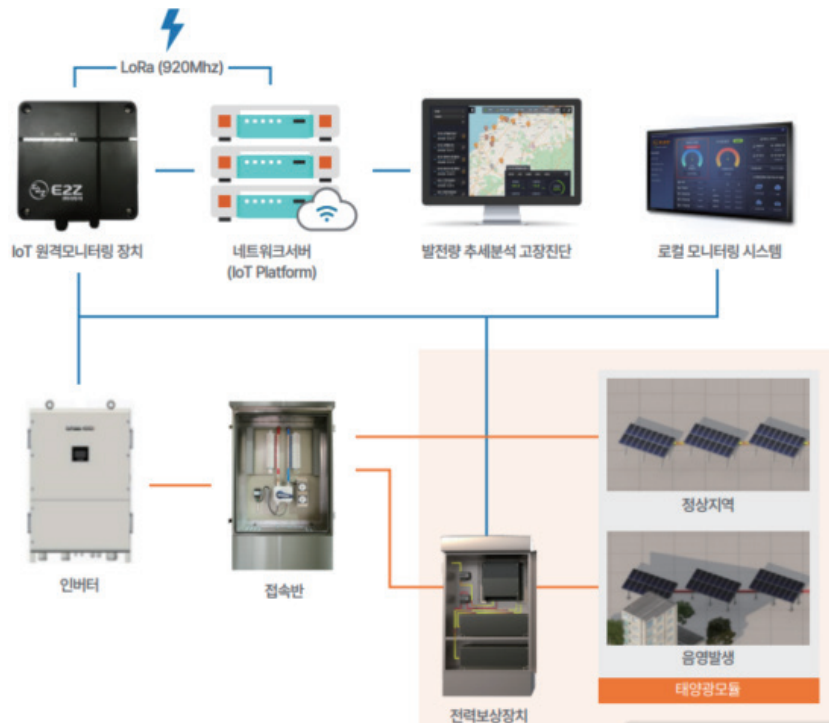 LoRa (920Mhz)
E2Z
IoT 원격모니터링 장치
네트워크서버
(IoT Platform)
발전량 추세분석 고장진단
로컬 모니터링 시스템
인버터
접속반
정상지역
음영발생
태양광모듈
전력보상장치